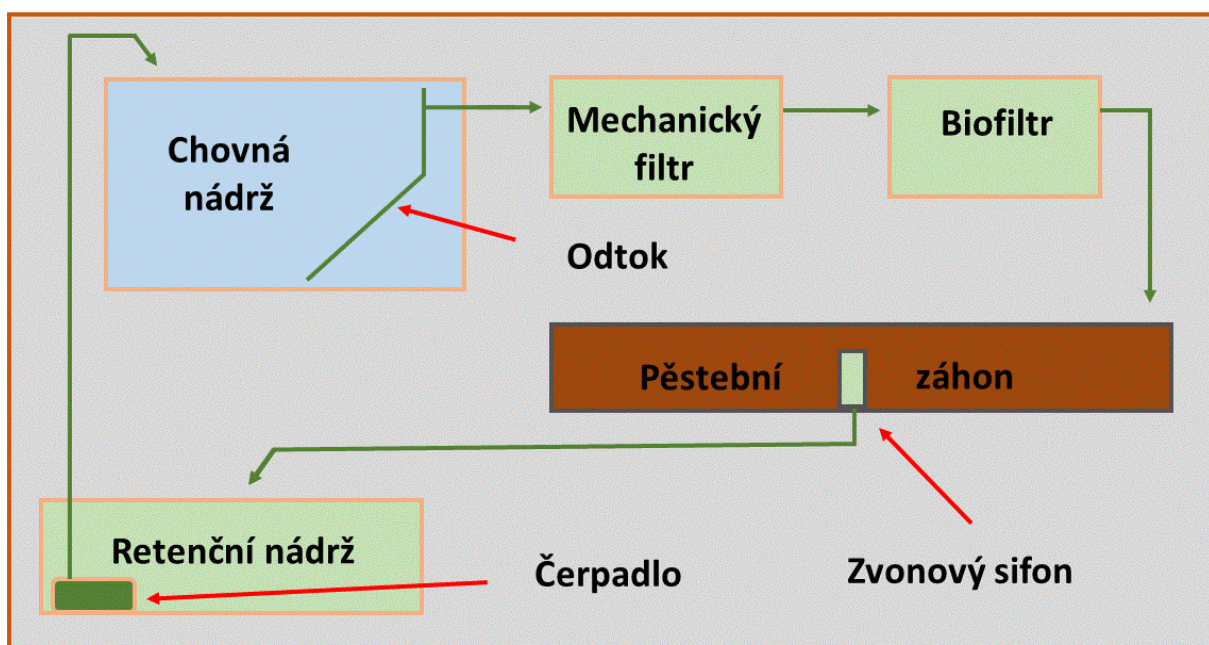 Chovná
nádrž
Mechanický
filtr
Biofiltr
Odtok
Pěstební záhon
Retenční nádrž
Čerpadlo
Zvonový sifon